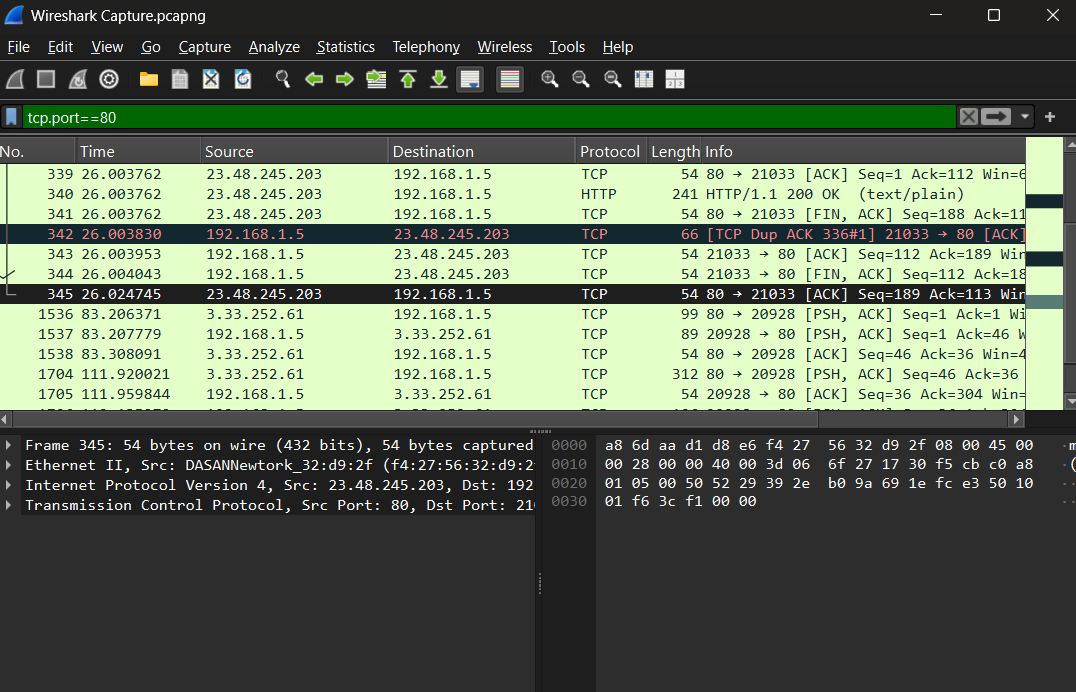 Wireshark Capture.pcapng
File Edit View Go Capture Analyze Statistics Telephony Wireless Tools Help
tcp.port==80
No. Time Source Destination Protocol Length Info
339 26.003762 23.48.245.203 192.168.1.5 TCP 54 80 → 21033 [ACK] Seq=1 Ack=112 Win=6
340 26.003762 23.48.245.203 192.168.1.5 HTTP 241 HTTP/1.1 200 OK (text/plain)
341 26.003762 23.48.245.203 192.168.1.5 TCP 54 80 → 21033 [FIN, ACK] Seq=188 Ack=11
342 26.003830 192.168.1.5 23.48.245.203 TCP 66 [TCP Dup ACK 336#1] 21033 → 80 [ACK]
343 26.003953 192.168.1.5 23.48.245.203 TCP 54 21033 → 80 [ACK] Seq=112 Ack=189 Win
344 26.004043 192.168.1.5 23.48.245.203 TCP 54 21033 → 80 [FIN, ACK] Seq=112 Ack=18
345 26.024745 23.48.245.203 192.168.1.5 TCP 54 80 → 21033 [ACK] Seq=189 Ack=113 Win
1536 83.206371 3.33.252.61 192.168.1.5 TCP 99 80 → 20928 [PSH, ACK] Seq=1 Ack=1 Wi
1537 83.207779 192.168.1.5 3.33.252.61 TCP 89 20928 → 80 [PSH, ACK] Seq=1 Ack=46 W
1538 83.308091 3.33.252.61 192.168.1.5 TCP 54 80 → 20928 [ACK] Seq=46 Ack=36 Win=4
1704 111.920021 3.33.252.61 192.168.1.5 TCP 312 80 → 20928 [PSH, ACK] Seq=46 Ack=36
1705 111.959844 192.168.1.5 3.33.252.61 TCP 54 20928 → 80 [ACK] Seq=36 Ack=304 Win=
Frame 345: 54 bytes on wire (432 bits), 54 bytes captured
Ethernet II, Src: DASANNewtork_32:d9:2f (f4:27:56:32:d9:2
Internet Protocol Version 4, Src: 23.48.245.203, Dst: 192
Transmission Control Protocol, Src Port: 80, Dst Port: 21
0000 a8 6d aa d1 d8 e6 f4 27 56 32 d9 2f 08 00 45 00 ·m
0010 00 28 00 00 40 00 3d 06 6f 27 17 30 f5 cb c0 a8 ·(
0020 01 05 00 50 52 29 39 2e b0 9a 69 1e fc e3 50 10 ··
0030 01 f6 3c f1 00 00 ··